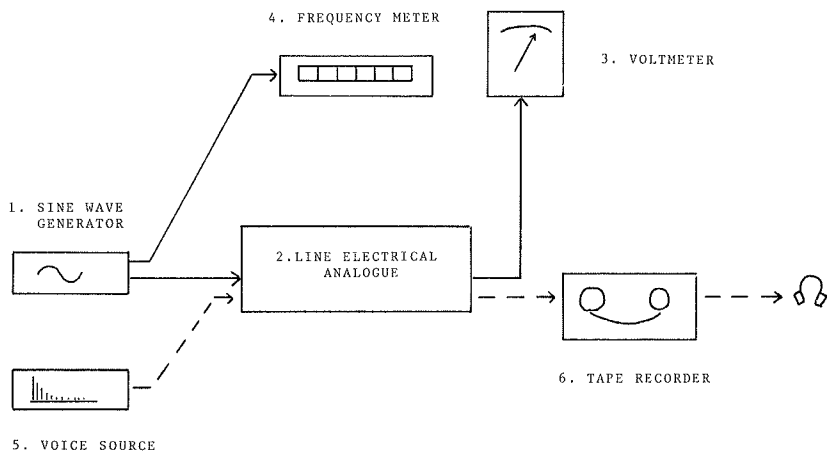 4. FREQUENCY METER
3. VOLTMETER
1. SINE WAVE
GENERATOR
2.LINE ELECTRICAL
ANALOGUE
6. TAPE RECORDER
5. VOICE SOURCE